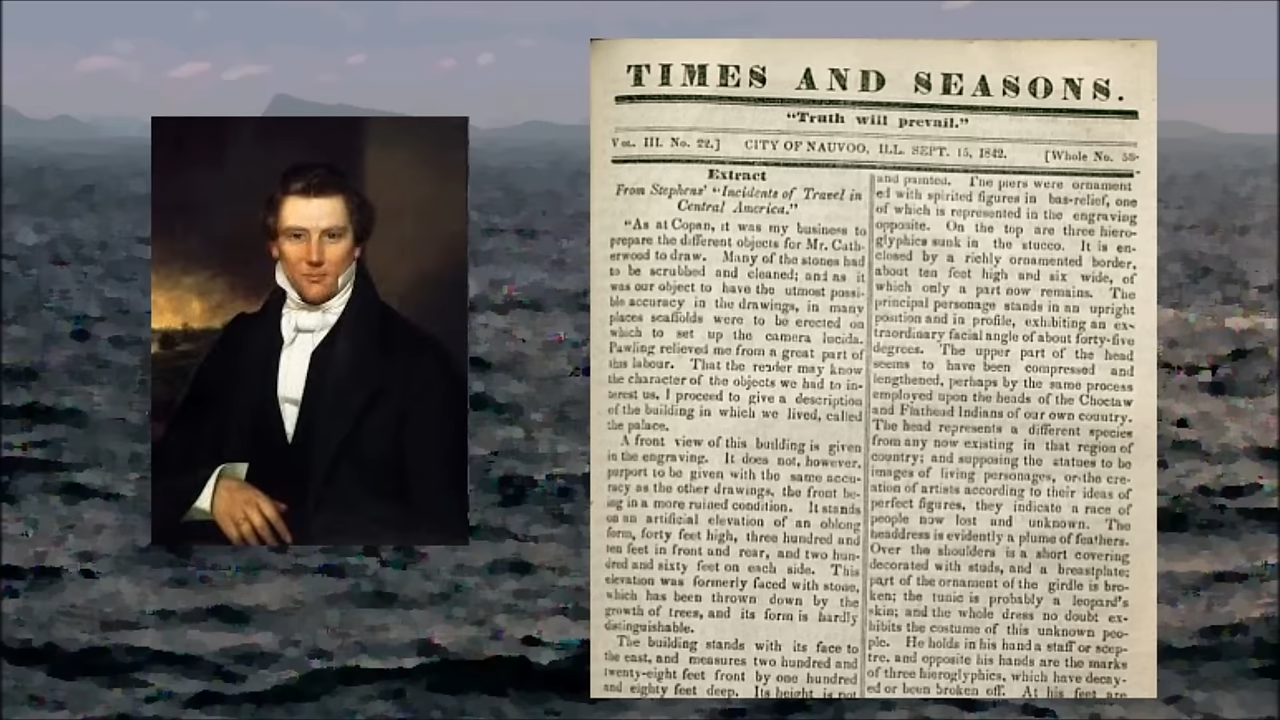 TIMES AND SEASONS.
"Truth will prevail."
VOL. III. No. 22.] CITY OF NAUVOO, ILL. SEPT. 15, 1842. [Whole No. 58-
Extract
From Stephens' "Incidents of Travel in
Central America."
"As at Copan, it was my business to
prepare the different objects for Mr. Cath-
erwood to draw. Many of the stones had
to be scrubbed and cleaned; and as it
was our object to have the utmost possi-
ble accuracy in the drawings, in many
places scaffolds were to be erected on
which to set up the camera lucida.
Pawling relieved me from a great part of
this labour. That the reader may know
the character of the objects we had to in-
terest us, I proceed to give a description
of the building in which we lived, called
the palace.
A front view of this building is given
in the engraving. It does not, however,
purport to be given with the same accu-
racy as the other drawings, the front be-
ing in a more ruined condition. It stands
on an artificial elevation of an oblong
form, forty feet high, three hundred and
ten feet in front and rear, and two hun-
dred and sixty feet on each side. This
elevation was formerly faced with stone,
which has been thrown down by the
growth of trees, and its form is hardly
distinguishable.
The building stands with its face to
the east, and measures two hundred and
twenty-eight feet front by one hundred
and eighty feet deep. Its height is not
and painted. The piers were ornament
ed with spirited figures in bas-relief, one
of which is represented in the engraving
opposite. On the top are three hiero-
glyphics sunk in the stucco. It is en-
closed by a richly ornamented border,
about ten feet high and six wide, of
which only a part now remains. The
principal personage stands in an upright
position and in profile, exhibiting an ex-
traordinary facial angle of about forty-five
degrees. The upper part of the head
seems to have been compressed and
lengthened, perhaps by the same process
employed upon the heads of the Choctaw
and Flathead Indians of our own country.
The head represents a different species
from any now existing in that region of
country; and supposing the statues to be
images of living personages, or the cre-
ation of artists according to their ideas of
perfect figures, they indicate a race of
people now lost and unknown. The
headdress is evidently a plume of feathers.
Over the shoulders is a short covering
decorated with studs, and a breastplate;
part of the ornament of the girdle is bro-
ken; the tunic is probably a leopard's
skin; and the whole dress no doubt ex-
hibits the costume of this unknown peo-
ple. He holds in his hand a staff or scep-
tre, and opposite his hands are the marks
of three hieroglyphics, which have decay-
ed or been broken off. At his feet are